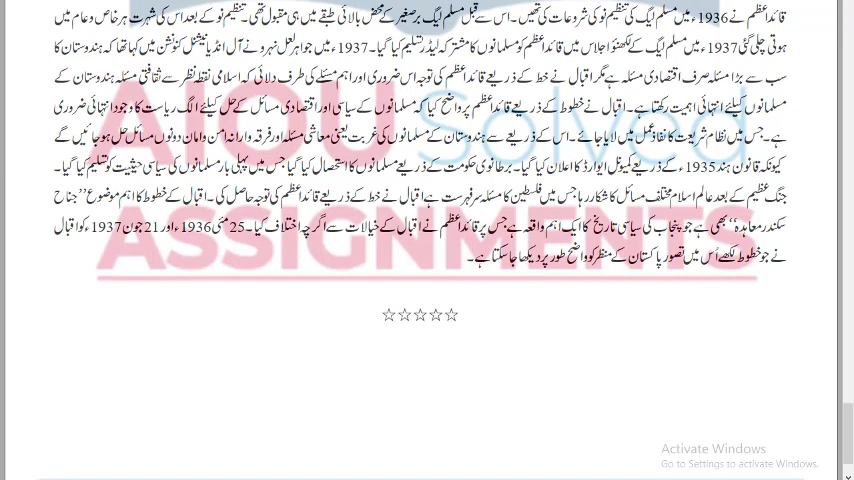 قائداعظم نے 1936ء میں مسلم لیگ کی تنظیم نو کی شروعات کی تھیں۔ اس سے قبل مسلم لیگ برصغیر کے محض بالائی طبقے میں ہی مقبول تھی۔ تنظیم نو کے بعد اس کی شہرت ہر خاص و عام میں
ہوتی چلی گئی 1937ء میں مسلم لیگ کے لکھنؤ اجلاس میں قائداعظم کو مسلمانوں کا مشترکہ لیڈر تسلیم کیا گیا۔ 1937ء میں جواہر لعل نہرو نے آل انڈیا نیشنل کنونشن میں کہا تھا کہ ہندوستان کا
سب سے بڑا مسئلہ صرف اقتصادی مسئلہ ہے مگر اقبال نے خط کے ذریعے قائداعظم کی توجہ اس ضروری اور اہم مسئلے کی طرف دلائی کہ اسلامی نقطہ نظر سے ثقافتی مسئلہ ہندوستان کے
مسلمانوں کیلئے انتہائی اہمیت رکھتا ہے۔ اقبال نے خطوط کے ذریعے قائداعظم پر واضح کیا کہ مسلمانوں کے سیاسی اور اقتصادی مسائل کے حل کیلئے الگ ریاست کا وجود انتہائی ضروری
ہے۔ جس میں نظام شریعت کا نفاذ عمل میں لایا جائے۔ اس کے ذریعے سے ہندوستان کے مسلمانوں کی غربت یعنی معاشی مسئلہ اور فرقہ وارانہ امن و امان دونوں مسائل حل ہو جائیں گے
کیونکہ قانون ہند 1935ء کے ذریعے کمیونل ایوارڈ کا اعلان کیا گیا۔ برطانوی حکومت کے ذریعے مسلمانوں کا استحصال کیا گیا جس میں پہلی بار مسلمانوں کی سیاسی حیثیت کو تسلیم کیا گیا۔
جنگ عظیم کے بعد عالم اسلام مختلف مسائل کا شکار رہا جس میں فلسطین کا مسئلہ سرفہرست ہے اقبال نے خط کے ذریعے قائداعظم کی توجہ حاصل کی۔ اقبال کے خطوط کا اہم موضوع ’’جناح
سکندر معاہدہ‘‘ بھی ہے جو پنجاب کی سیاسی تاریخ کا ایک اہم واقعہ ہے جس پر قائداعظم نے اقبال کے خیالات سے اگرچہ اختلاف کیا۔ 25 مئی 1936ء اور 21 جون 1937ء کو اقبال
نے جو خطوط لکھے اُس میں تصور پاکستان کے منظر کو واضح طور پر دیکھا جا سکتا ہے۔
☆☆☆☆☆
AIOU Solved
ASSIGNMENTS
Activate Windows
Go to Settings to activate Windows.